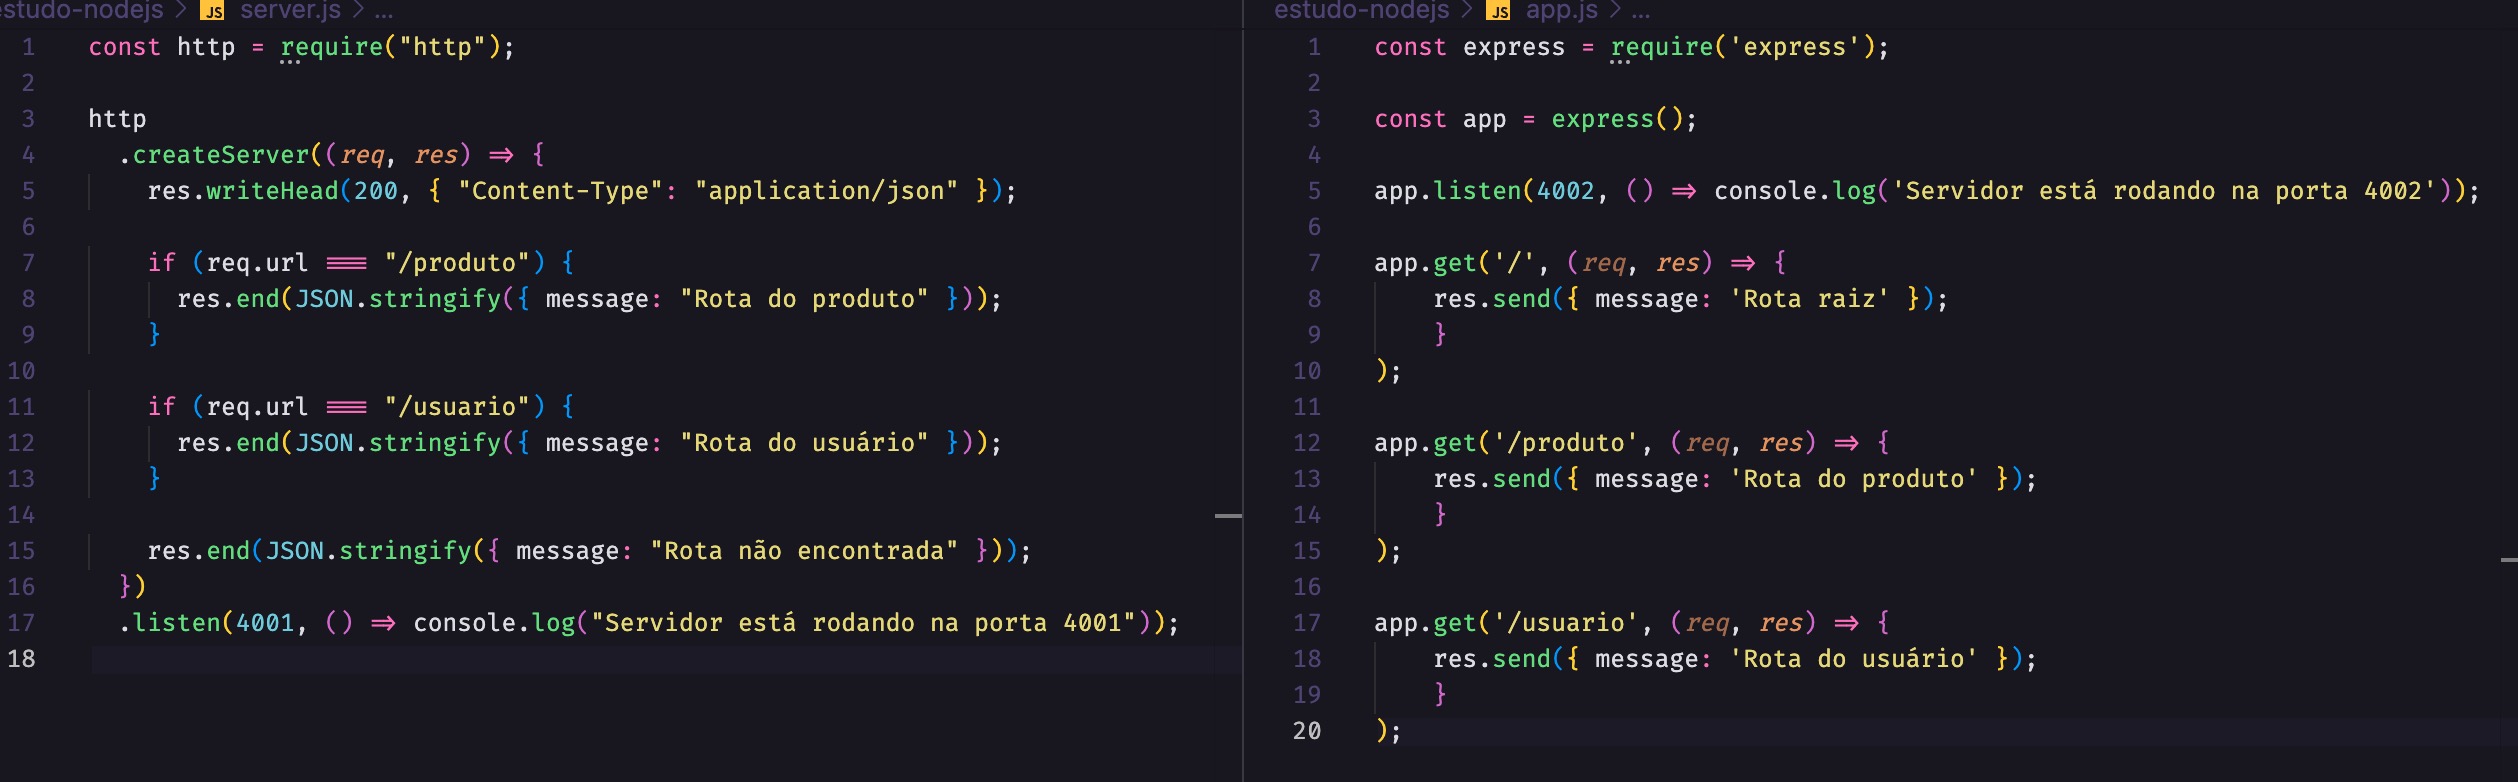 estudo-nodejs > JS server.js > ...
1 const http = require("http");
2
3 http
4 .createServer((req, res) => {
5 res.writeHead(200, { "Content-Type": "application/json" });
6
7 if (req.url === "/produto") {
8 res.end(JSON.stringify({ message: "Rota do produto" }));
9 }
10
11 if (req.url === "/usuario") {
12 res.end(JSON.stringify({ message: "Rota do usuário" }));
13 }
14
15 res.end(JSON.stringify({ message: "Rota não encontrada" }));
16 })
17 .listen(4001, () => console.log("Servidor está rodando na porta 4001"));
18
estudo-nodejs > JS app.js > ...
1 const express = require('express');
2
3 const app = express();
4
5 app.listen(4002, () => console.log('Servidor está rodando na porta 4002'));
6
7 app.get('/', (req, res) => {
8 res.send({ message: 'Rota raiz' });
9 }
10 );
11
12 app.get('/produto', (req, res) => {
13 res.send({ message: 'Rota do produto' });
14 }
15 );
16
17 app.get('/usuario', (req, res) => {
18 res.send({ message: 'Rota do usuário' });
19 }
20 );